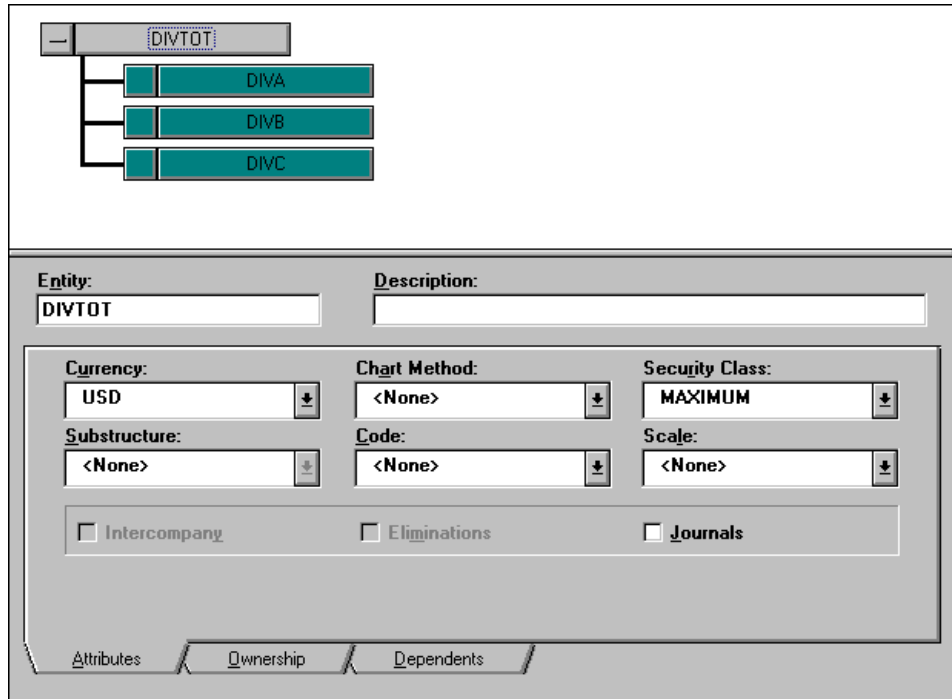 DIVTOT
DIVA
DIVB
DIVC
Entity: Description:
DIVTOT
Currency: Chart Method: Security Class:
USD <None> MAXIMUM
Substructure: Code: Scale:
<None> <None> <None>
Intercompany Eliminations Journals
Attributes Ownership Dependents